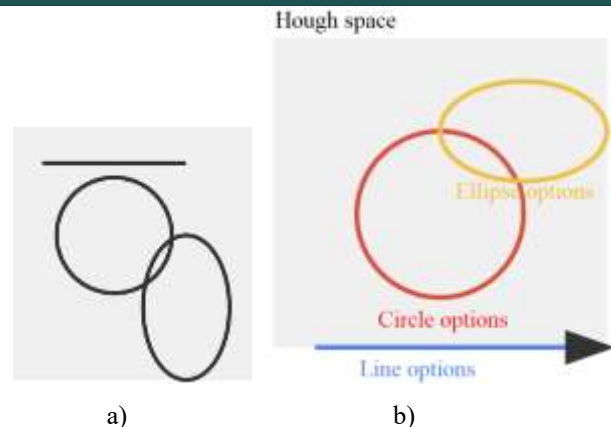 Hough space
Ellipse options
Circle options
Line options
a)
b)